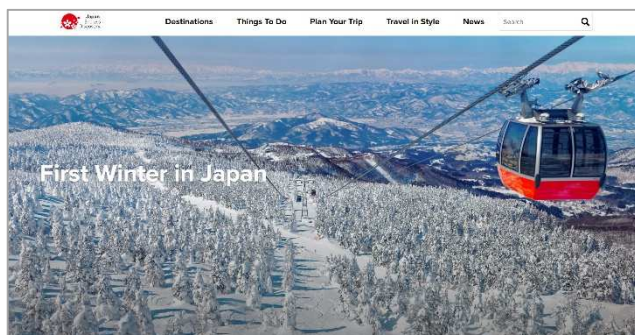 Japan
Destinations
Things To Do
Plan Your Trip
Travel in Style
News
Search
First Winter in Japan